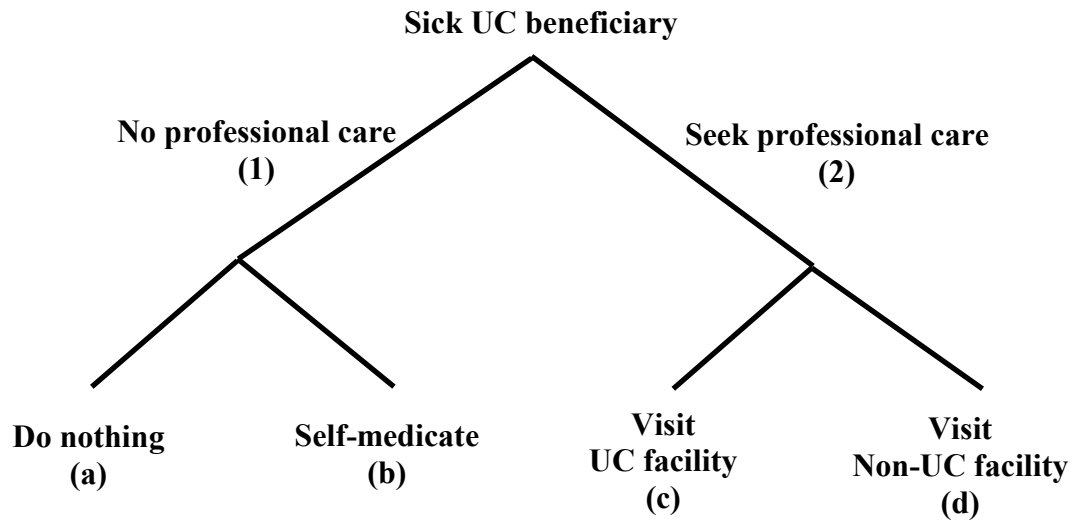 Sick UC beneficiary
No professional care
(1)
Seek professional care
(2)
Do nothing
(a)
Self-medicate
(b)
Visit
UC facility
(c)
Visit
Non-UC facility
(d)